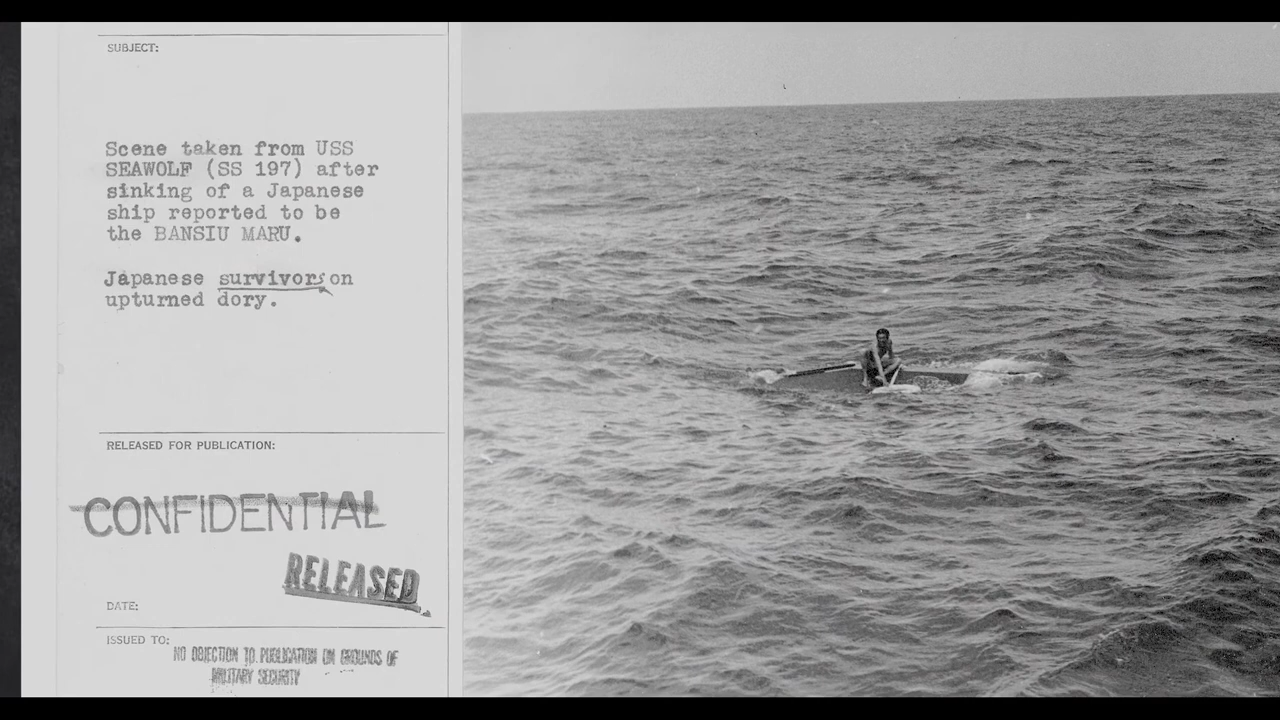 SUBJECT:
Scene taken from USS
SEAWOLF (SS 197) after
sinking of a Japanese
ship reported to be
the BANSIU MARU.
Japanese survivors on
upturned dory.
RELEASED FOR PUBLICATION:
CONFIDENTIAL
RELEASED
DATE:
ISSUED TO:
NO OBJECTION TO PUBLICATION ON GROUNDS OF
MILITARY SECURITY